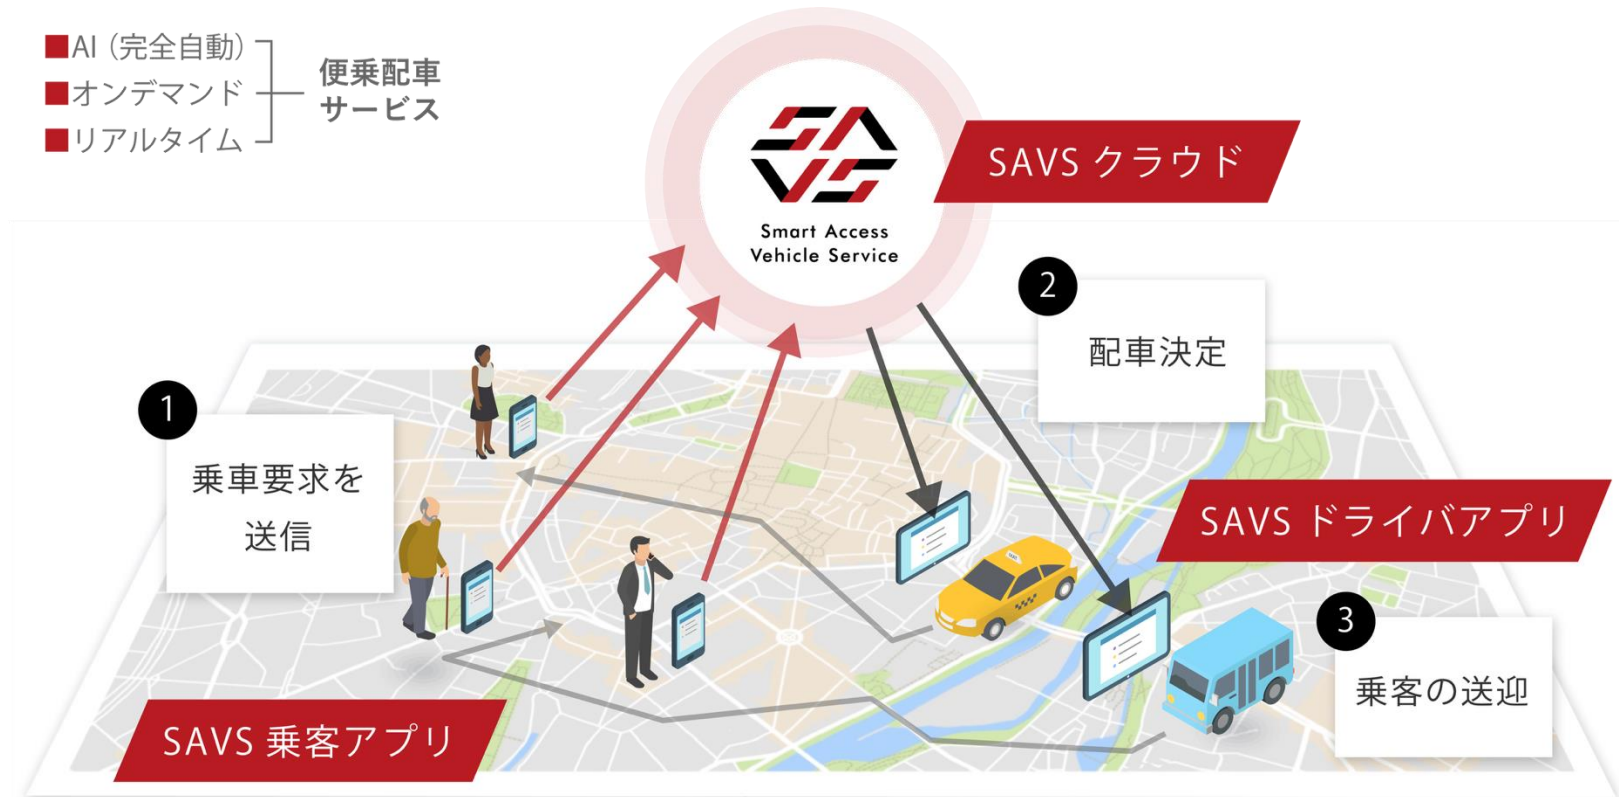 ■AI（完全自動）
■オンデマンド
■リアルタイム
便乗配車
サービス
SAVS
Smart Access
Vehicle Service
SAVS クラウド
1
乗車要求を
送信
2
配車決定
SAVS ドライバアプリ
3
乗客の送迎
SAVS 乗客アプリ